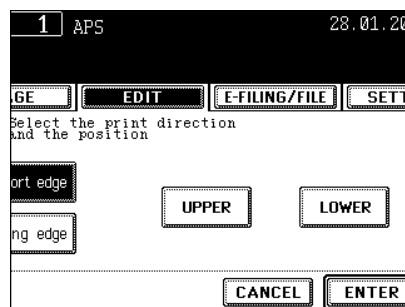 1 APS 28.01.20
GE EDIT E-FILING/FILE SETT
Select the print direction
and the position
ort edge
UPPER LOWER
ng edge
CANCEL ENTER